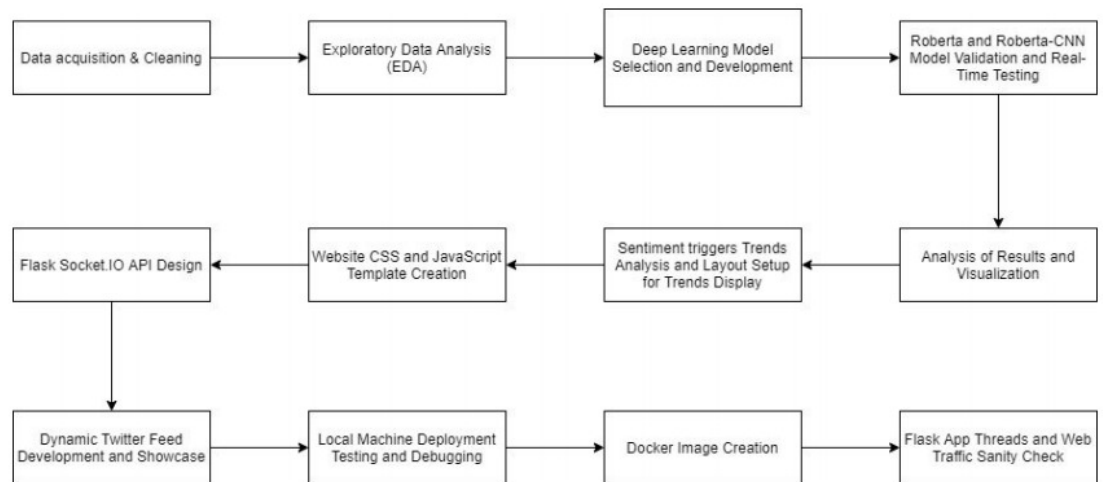 Data acquisition & Cleaning
Exploratory Data Analysis
(EDA)
Deep Learning Model
Selection and Development
Roberta and Roberta-CNN
Model Validation and Real-
Time Testing
Flask Socket.IO API Design
Website CSS and JavaScript
Template Creation
Sentiment triggers Trends
Analysis and Layout Setup
for Trends Display
Analysis of Results and
Visualization
Dynamic Twitter Feed
Development and Showcase
Local Machine Deployment
Testing and Debugging
Docker Image Creation
Flask App Threads and Web
Traffic Sanity Check